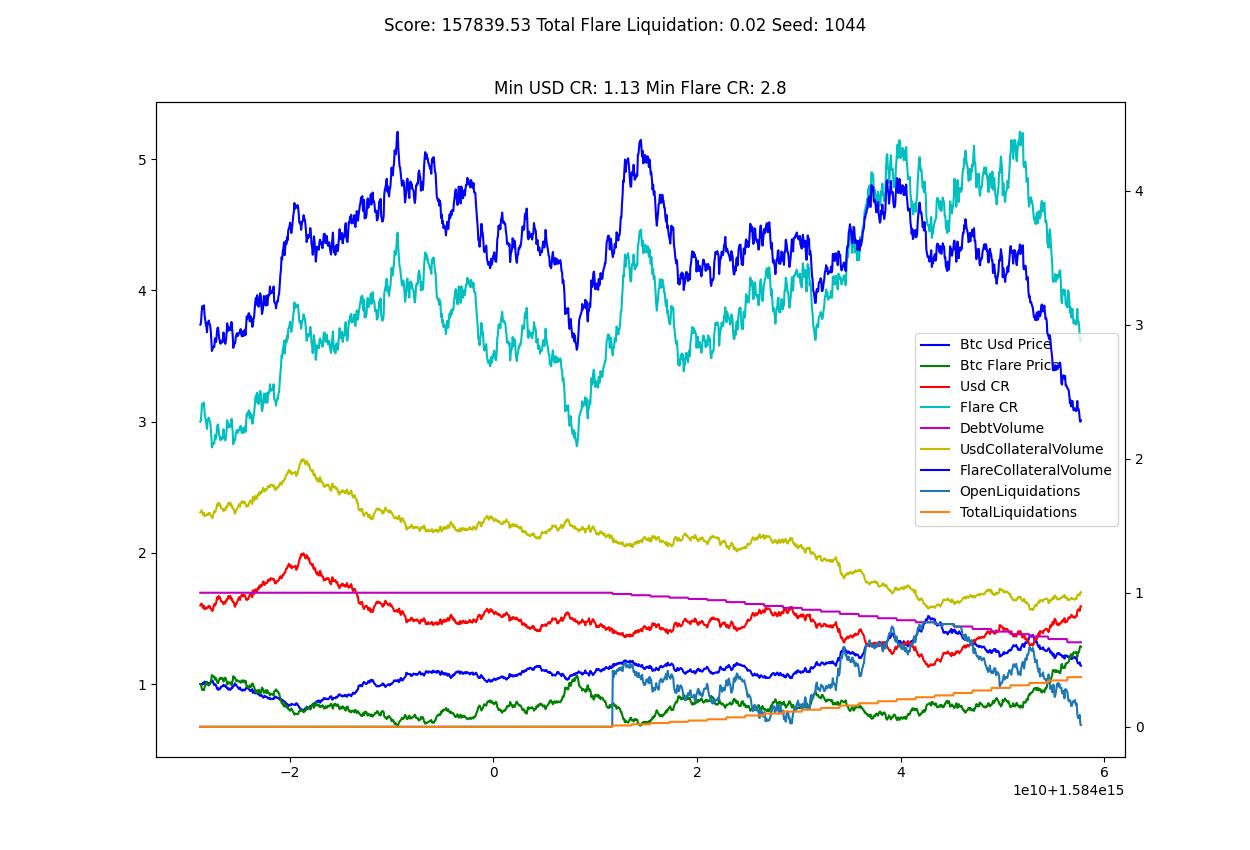 Score: 157839.53 Total Flare Liquidation: 0.02 Seed: 1044
Min USD CR: 1.13 Min Flare CR: 2.8
5
4
3
2
1
4
3
2
1
0
Btc Usd Price
Btc Flare Price
Usd CR
Flare CR
DebtVolume
UsdCollateralVolume
FlareCollateralVolume
OpenLiquidations
TotalLiquidations
−2
0
2
4
6
1e10+1.584e15